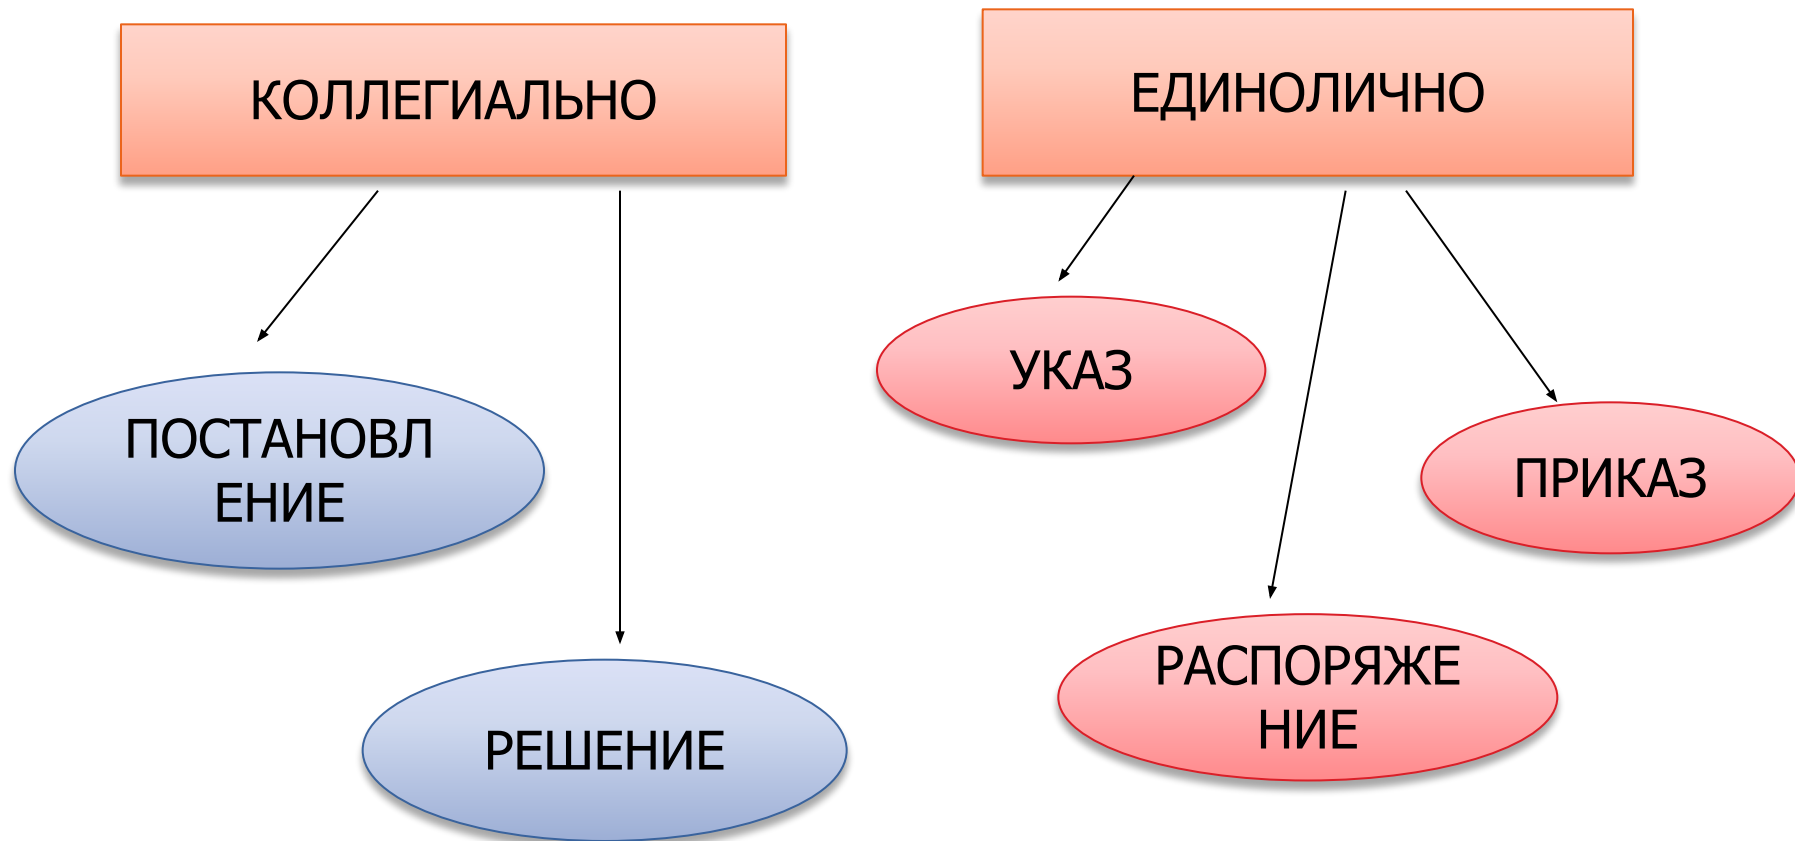 КОЛЛЕГИАЛЬНО
ЕДИНОЛИЧНО
ПОСТАНОВЛ
ЕНИЕ
РЕШЕНИЕ
УКАЗ
РАСПОРЯЖЕ
НИЕ
ПРИКАЗ